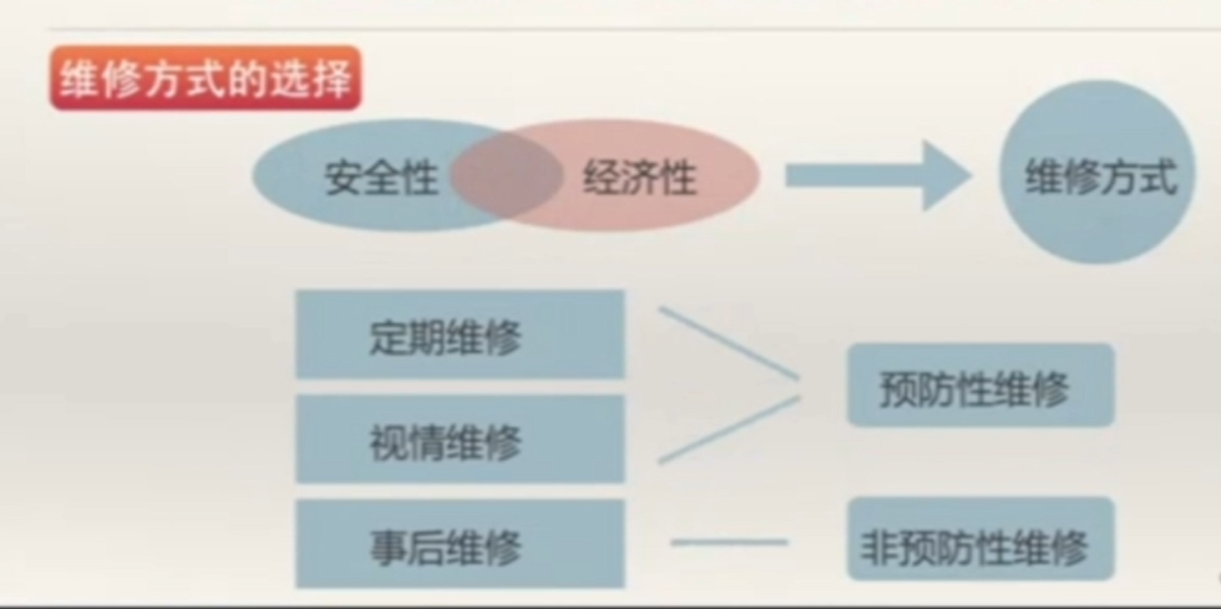 维修方式的选择
安全性 经济性 维修方式
定期维修
预防性维修
视情维修
事后维修 非预防性维修